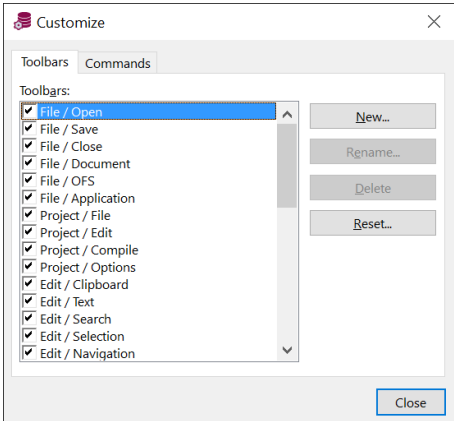 Customize
Toolbars Commands
Toolbars:
File / Open
New...
File / Save
File / Close
Rename...
File / Document
File / OFS
Delete
File / Application
Project / File
Reset...
Project / Edit
Project / Compile
Project / Options
Edit / Clipboard
Edit / Text
Edit / Search
Edit / Selection
Edit / Navigation
Close